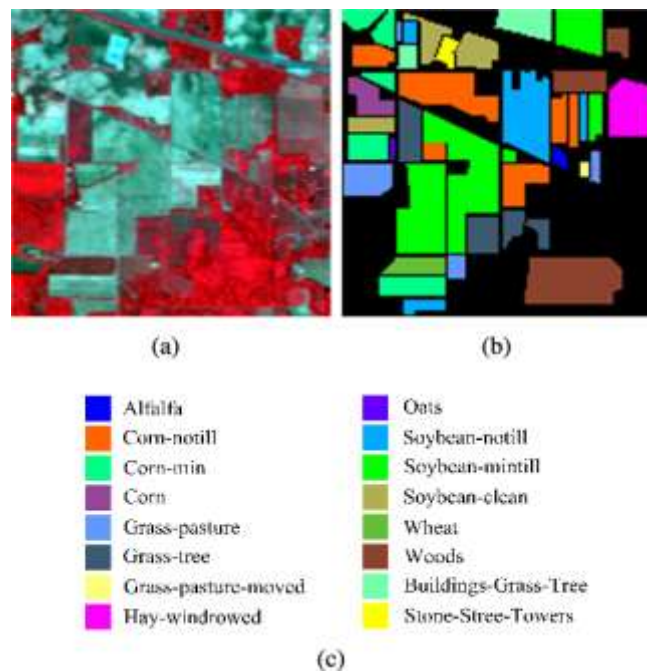 (a)
(b)
Alfalfa
Corn-notill
Corn-min
Corn
Grass-pasture
Grass-tree
Grass-pasture-moved
Hay-windrowed
Oats
Soybean-notill
Soybean-mintill
Soybean-clean
Wheat
Woods
Buildings-Grass-Tree
Stone-Stree-Towers
(c)